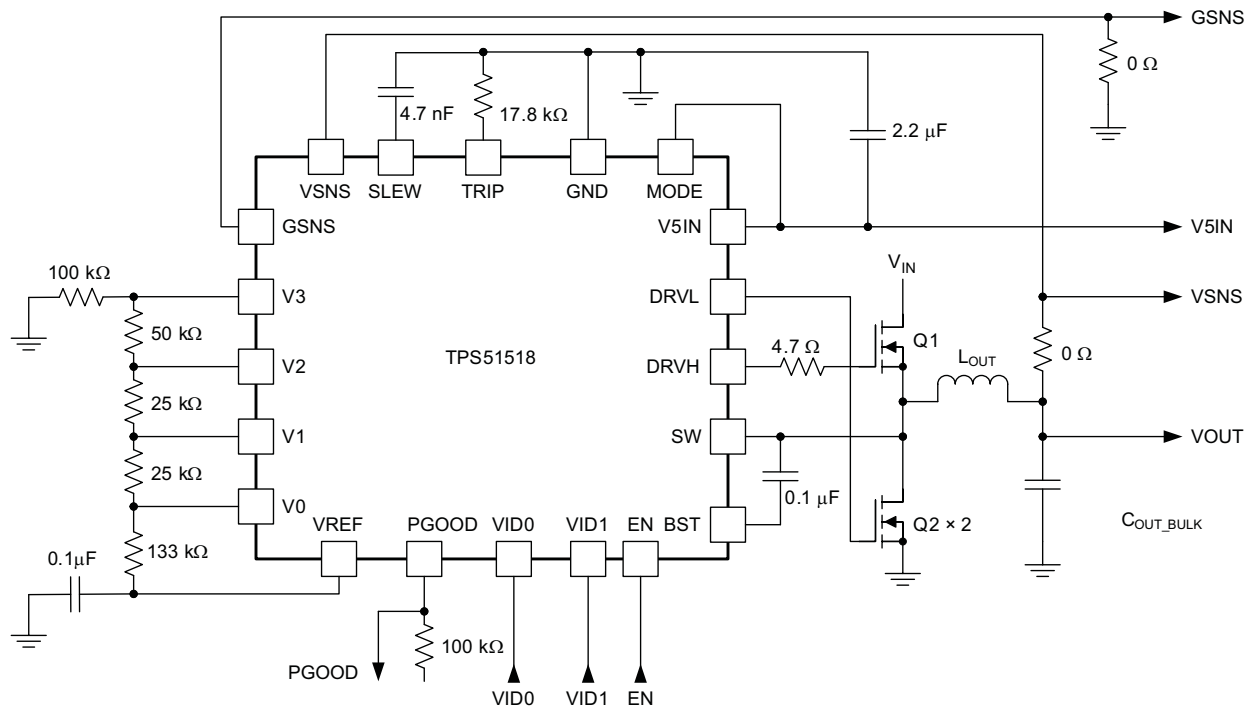 GSNS
0 Ω
4.7 nF
17.8 kΩ
2.2 μF
VSNS
SLEW
TRIP
GND
MODE
GSNS
V5IN
V5IN
100 kΩ
V3
DRVL
V_IN
VSNS
50 kΩ
TPS51518
Q1
V2
DRVH
4.7 Ω
L_OUT
0 Ω
25 kΩ
V1
SW
VOUT
25 kΩ
0.1 μF
V0
VREF
PGOOD
VID0
VID1
EN
BST
Q2 × 2
C_OUT_BULK
0.1μF
133 kΩ
100 kΩ
PGOOD
VID0
VID1
EN